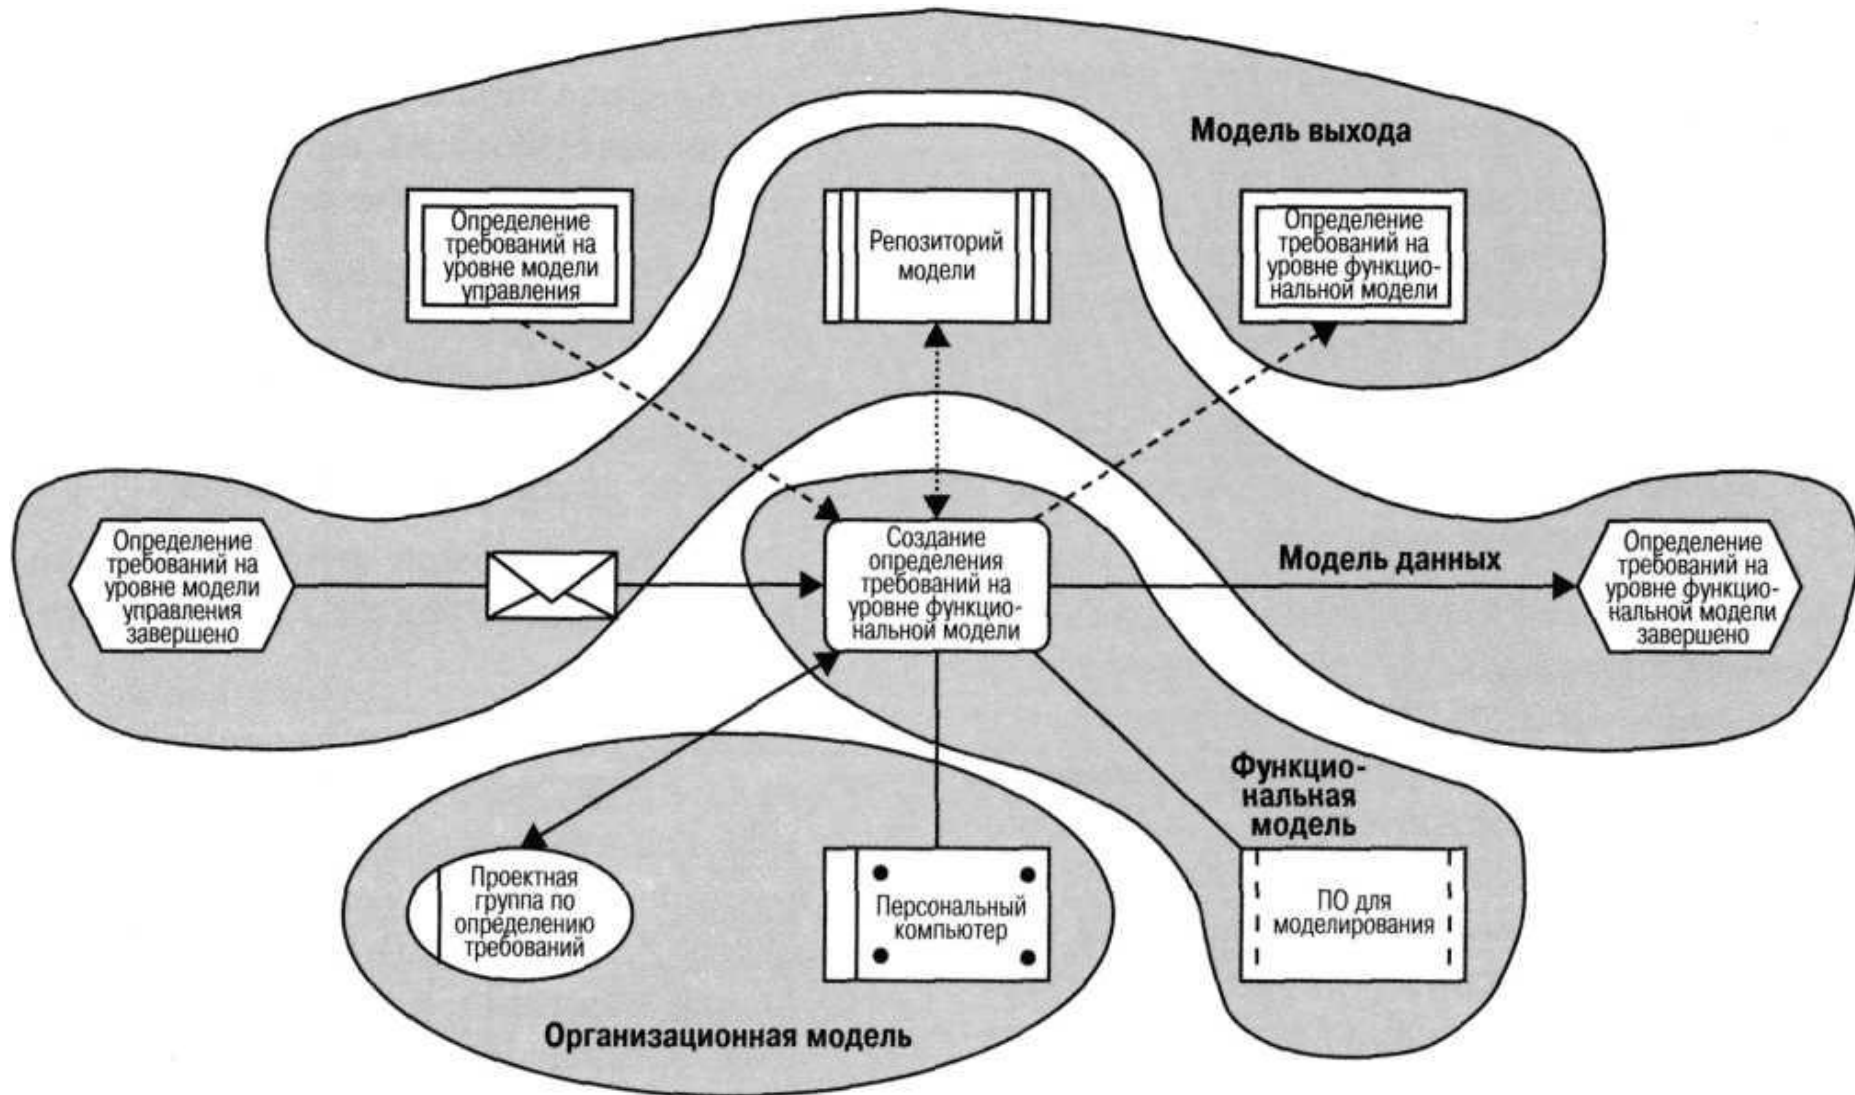 Модель выхода
Определение
требований на
уровне модели
управления
Репозиторий
модели
Определение
требований на
уровне функцио-
нальной модели
Определение
требований на
уровне модели
управления
завершено
Создание
определения
требований на
уровне функцио-
нальной модели
Модель данных
Определение
требований на
уровне функцио-
нальной модели
завершено
Функцио-
нальная
модель
Проектная
группа по
определению
требований
Персональный
компьютер
ПО для
моделирования
Организационная модель